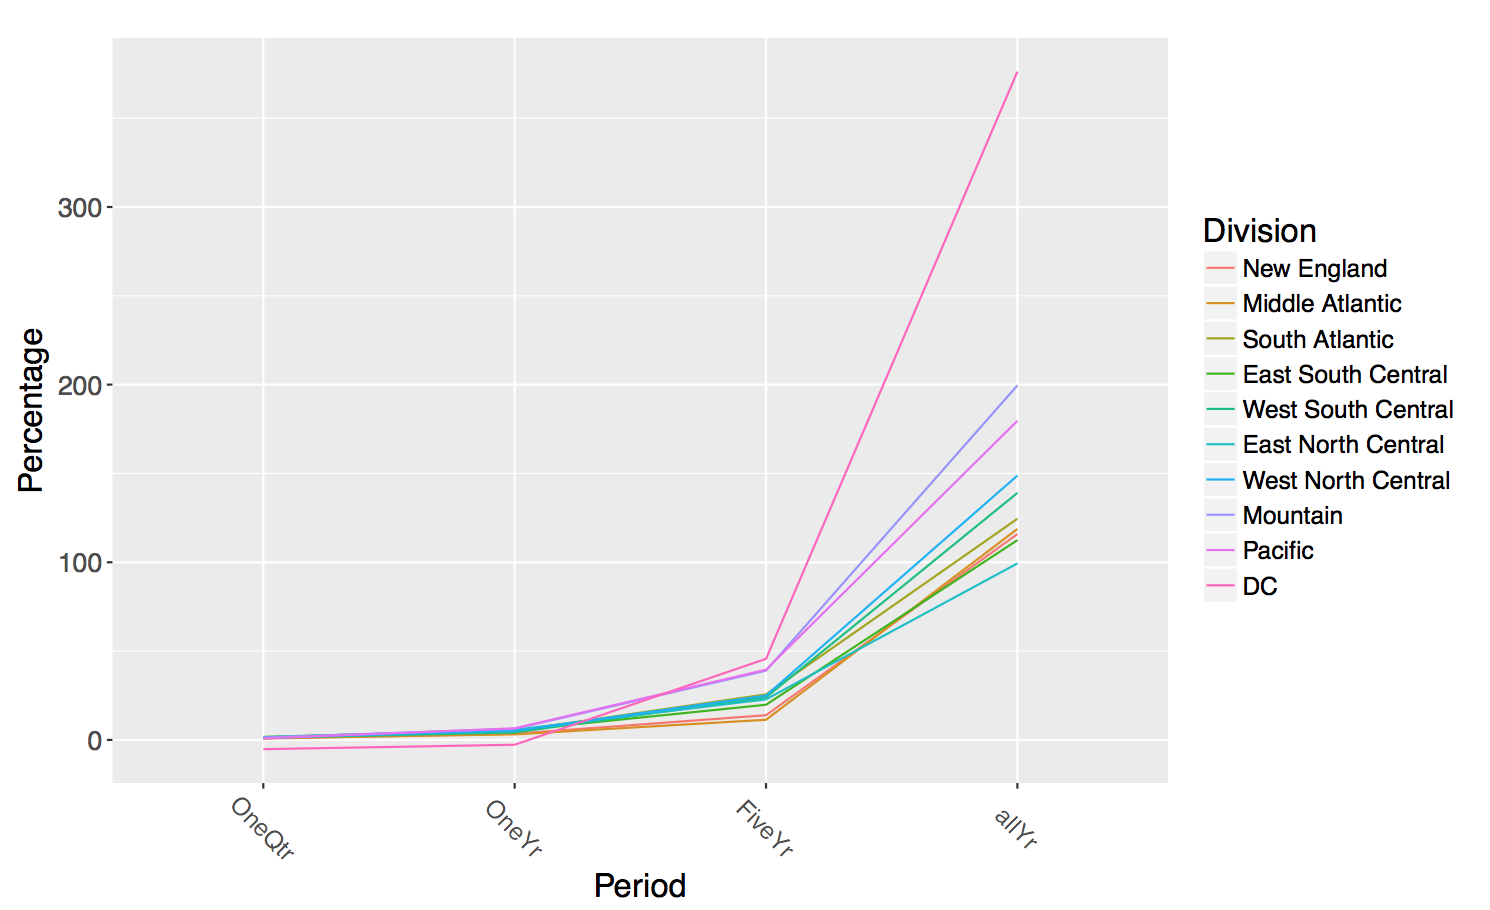 Percentage
300
200
100
0
OneQtr
OneYr
FiveYr
allYr
Period
Division
New England
Middle Atlantic
South Atlantic
East South Central
West South Central
East North Central
West North Central
Mountain
Pacific
DC